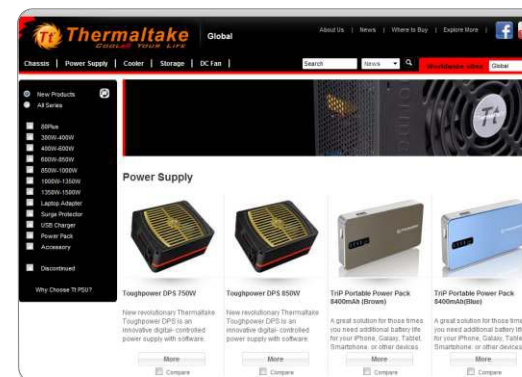 Thermaltake
COOL ALL YOUR LIFE
Global
About Us | News | Where to Buy | Explore More |
Chassis | Power Supply | Cooler | Storage | DC Fan |
Search
News
Worldwide sites
Global
New Products
All Series
80Plus
300W-400W
400W-600W
600W-850W
850W-1000W
1000W-1350W
1350W-1500W
Laptop Adapter
Surge Protector
USB Charger
Power Pack
Accessory
Discontinued
Why Choose Tt PSU?
Power Supply
Toughpower DPS 750W
New revolutionary Thermaltake
Toughpower DPS is an
innovative digital- controlled
power supply with software.
More
Compare
Toughpower DPS 850W
New revolutionary Thermaltake
Toughpower DPS is an
innovative digital- controlled
power supply with software.
More
Compare
TriP Portable Power Pack
8400mAh (Brown)
A great solution for those times
you need additional battery life
for your iPhone, Galaxy, Tablet,
Smartphone, or other devices
More
Compare
TriP Portable Power Pack
8400mAh(Blue)
A great solution for those times
you need additional battery life
for your iPhone, Galaxy, Tablet,
Smartphone, or other devices
More
Compare